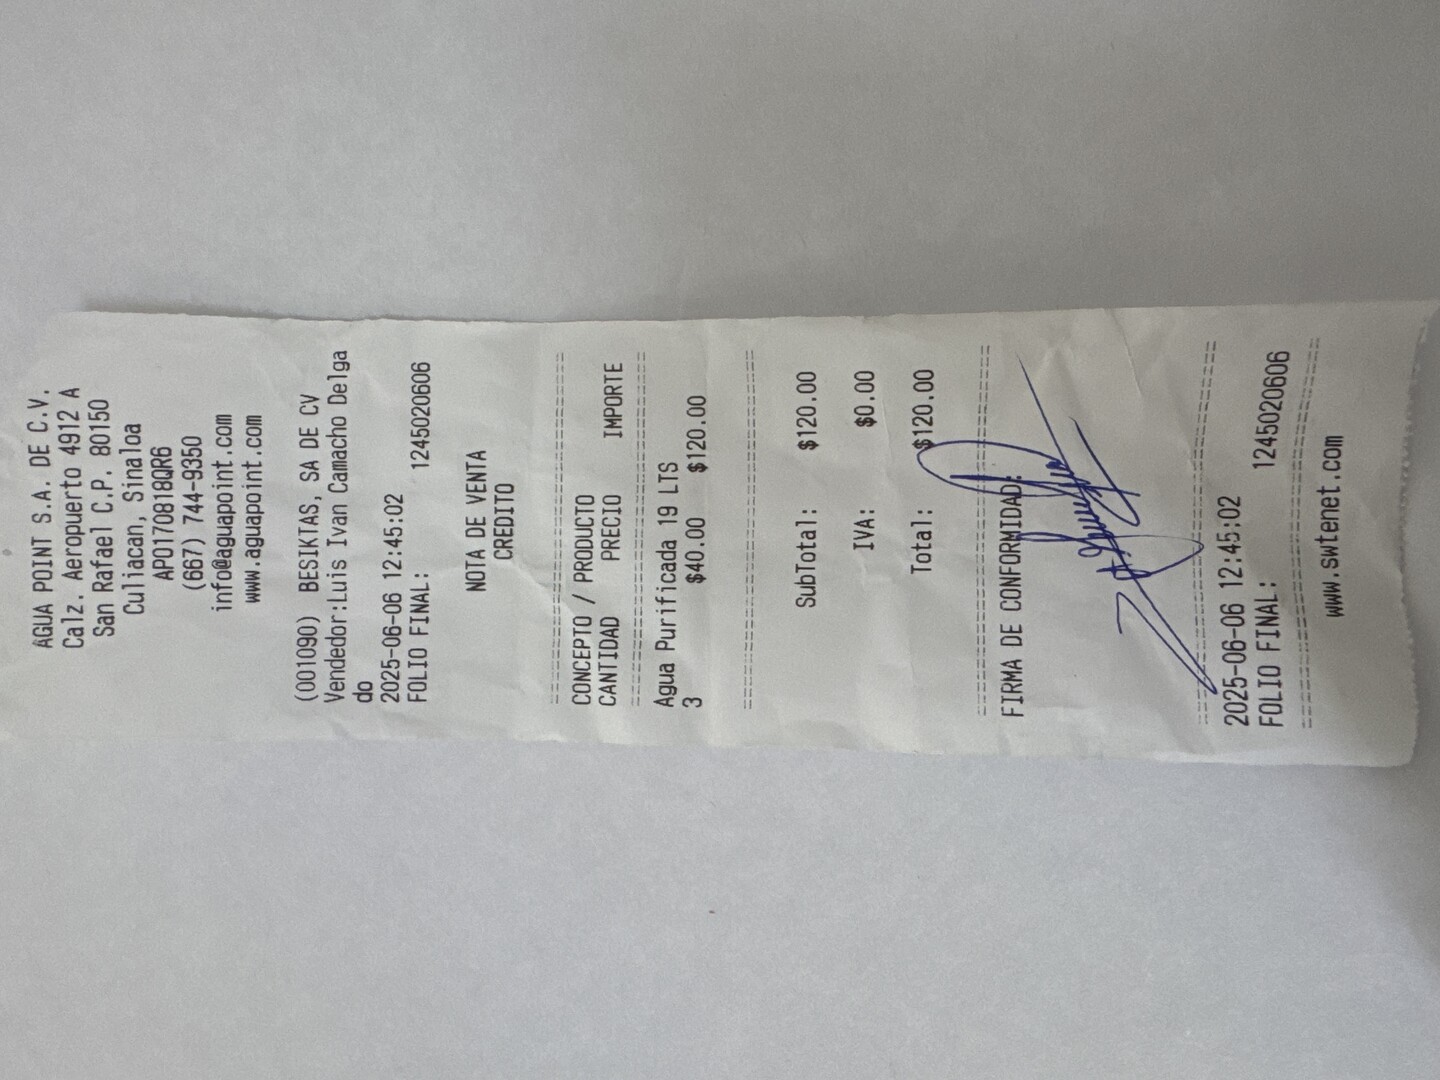 AGUA POINT S.A. DE C.V.
Calz. Aeropuerto 4912 A
San Rafael C.P. 80150
Culiacan, Sinaloa
APO170818QR6
(667) 744-9350
info@aguapoint.com
www.aguapoint.com
(001090) BESIKTAS, SA DE CV
Vendedor:Luis Ivan Camacho Delga
do
2025-06-06 12:45:02
FOLIO FINAL: 1245020606
NOTA DE VENTA
CREDITO
CONCEPTO / PRODUCTO
CANTIDAD PRECIO IMPORTE
Agua Purificada 19 LTS
3 $40.00 $120.00
SubTotal: $120.00
IVA: $0.00
Total: $120.00
FIRMA DE CONFORMIDAD:
2025-06-06 12:45:02
FOLIO FINAL: 1245020606
www.swtenet.com